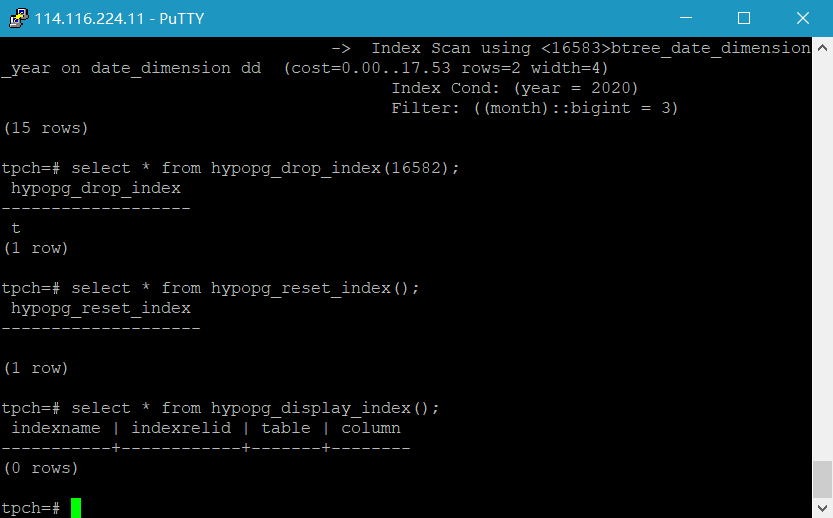 114.116.224.11 - PuTTY
-> Index Scan using <16583>btree_date_dimension
_year on date_dimension dd (cost=0.00..17.53 rows=2 width=4)
Index Cond: (year = 2020)
Filter: ((month)::bigint = 3)
(15 rows)
tpch=# select * from hypopg_drop_index(16582);
hypopg_drop_index
-------------------
t
(1 row)
tpch=# select * from hypopg_reset_index();
hypopg_reset_index
--------------------
(1 row)
tpch=# select * from hypopg_display_index();
indexname | indexrelid | table | column
-----------+------------+-------+--------
(0 rows)
tpch=#